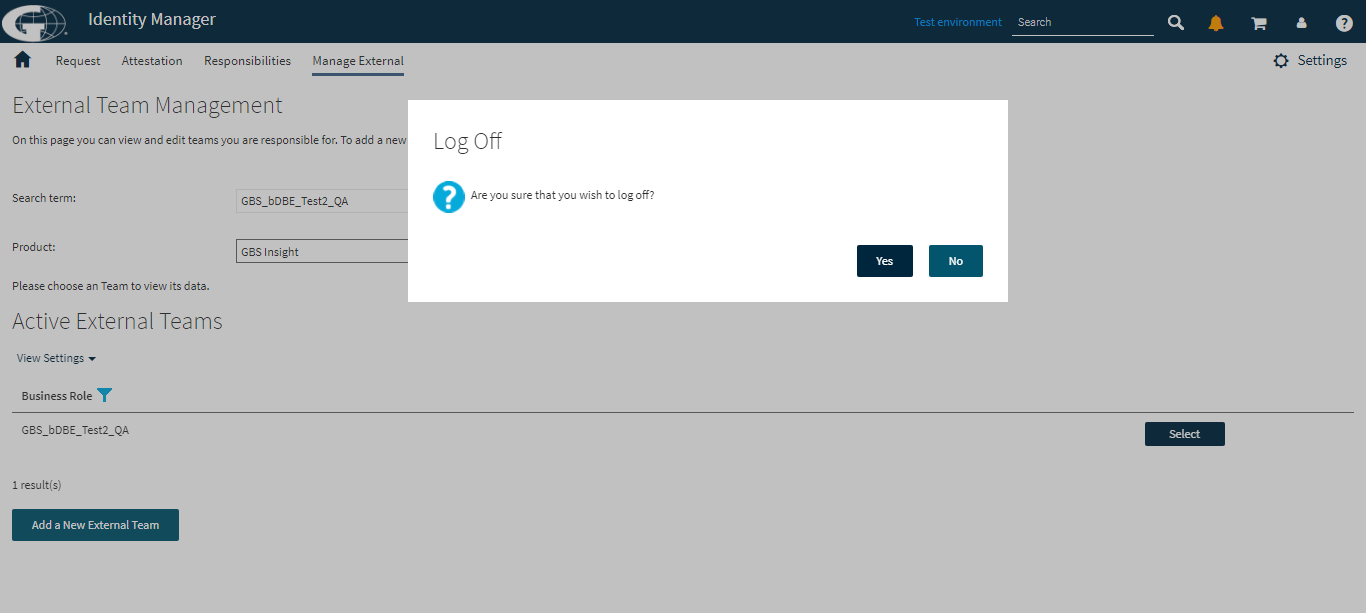 Identity Manager
Test environment
Search
Request
Attestation
Responsibilities
Manage External
Settings
External Team Management
On this page you can view and edit teams you are responsible for. To add a new
Log Off
Are you sure that you wish to log off?
Yes
No
Search term:
GBS_bDBE_Test2_QA
Product:
GBS Insight
Please choose an Team to view its data.
Active External Teams
View Settings
Business Role
GBS_bDBE_Test2_QA
Select
1 result(s)
Add a New External Team